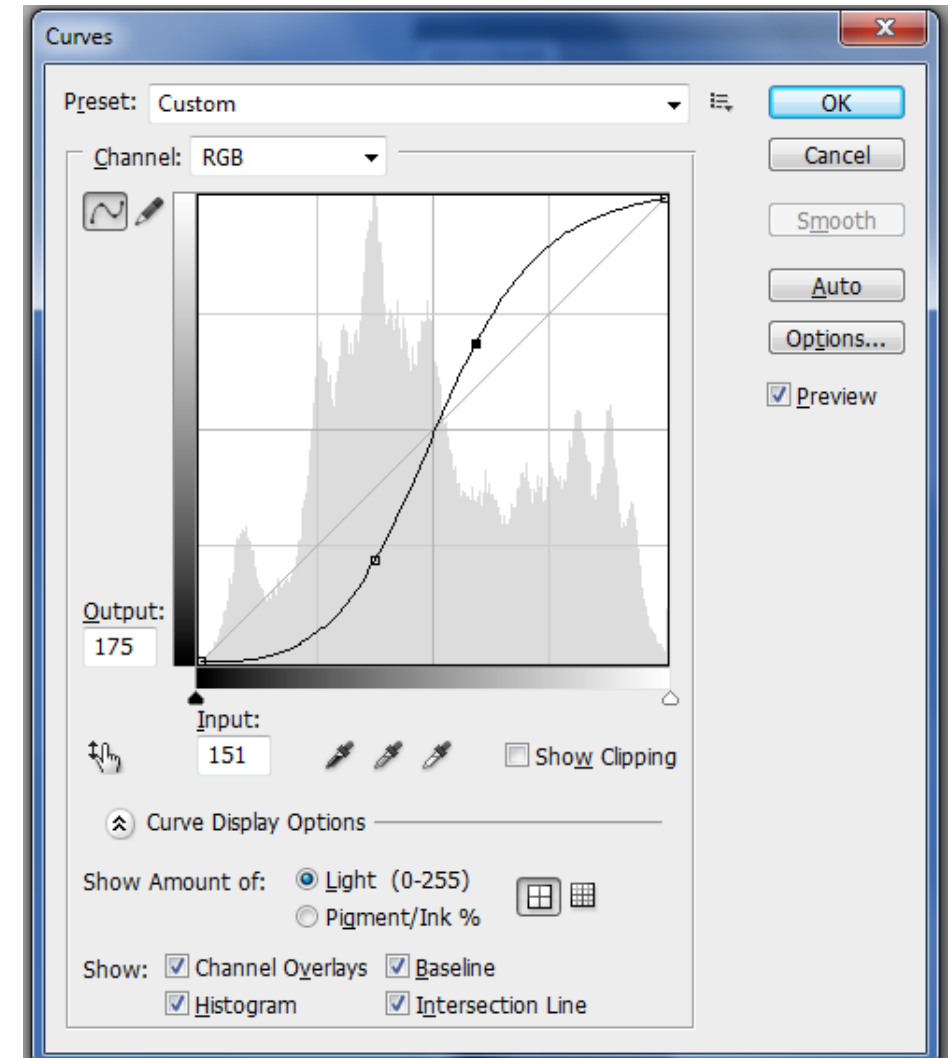 Curves
Preset: Custom
OK
Channel: RGB
Cancel
Smooth
Auto
Options...
Preview
Output:
175
Input:
151
Show Clipping
Curve Display Options
Show Amount of: Light (0-255)
Pigment/Ink %
Show: Channel Overlays Baseline
Histogram Intersection Line